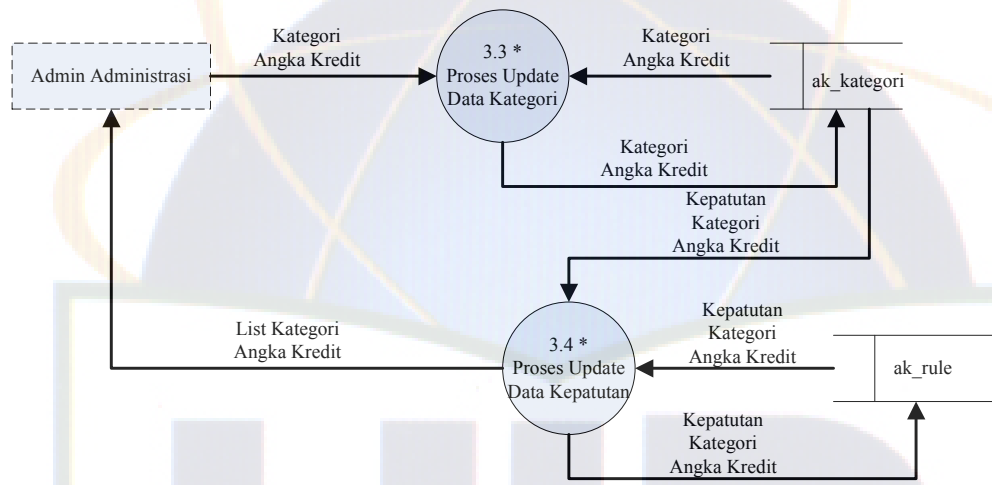 Kategori
Angka Kredit
3.3 *
Proses Update
Data Kategori
Kategori
Angka Kredit
Admin Administrasi
ak_kategori
Kategori
Angka Kredit
Kepatutan
Kategori
Angka Kredit
List Kategori
Angka Kredit
3.4 *
Proses Update
Data Kepatutan
Kepatutan
Kategori
Angka Kredit
ak_rule
Kepatutan
Kategori
Angka Kredit